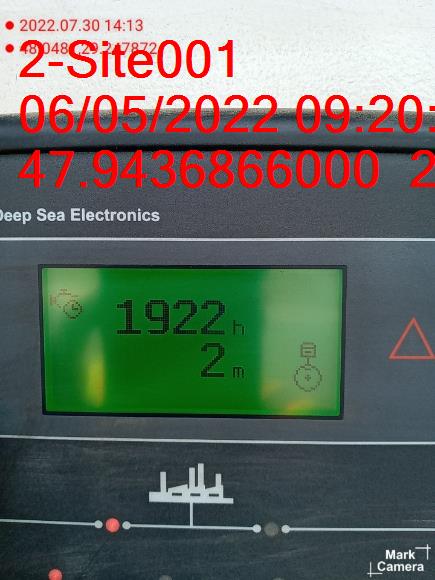 2022.07.30 14:13
2-Site001
06/05/2022 09:20:
47.9436866000 2
Deep Sea Electronics
1922 h
2 m
Mark
Camera